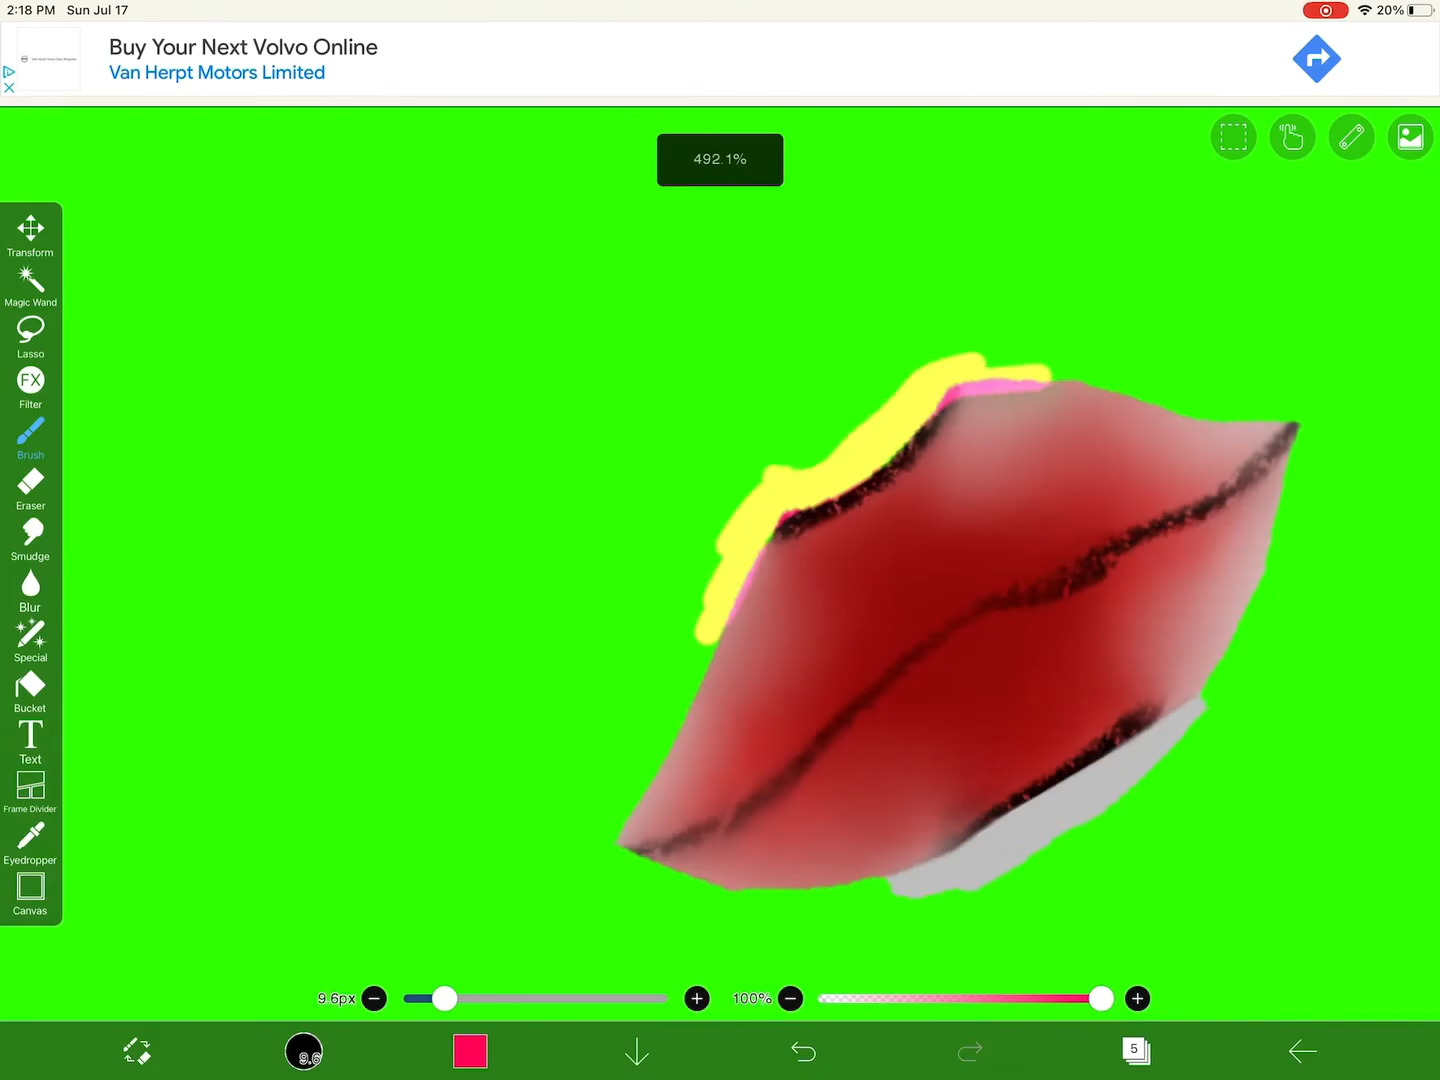 2:18 PM Sun Jul 17
20%
Buy Your Next Volvo Online
Van Herpt Motors Limited
492.1%
Transform
Magic Wand
Lasso
FX
Filter
Brush
Eraser
Smudge
Blur
Special
Bucket
T
Text
Frame Divider
Eyedropper
Canvas
9.6px
100%
9.6
5